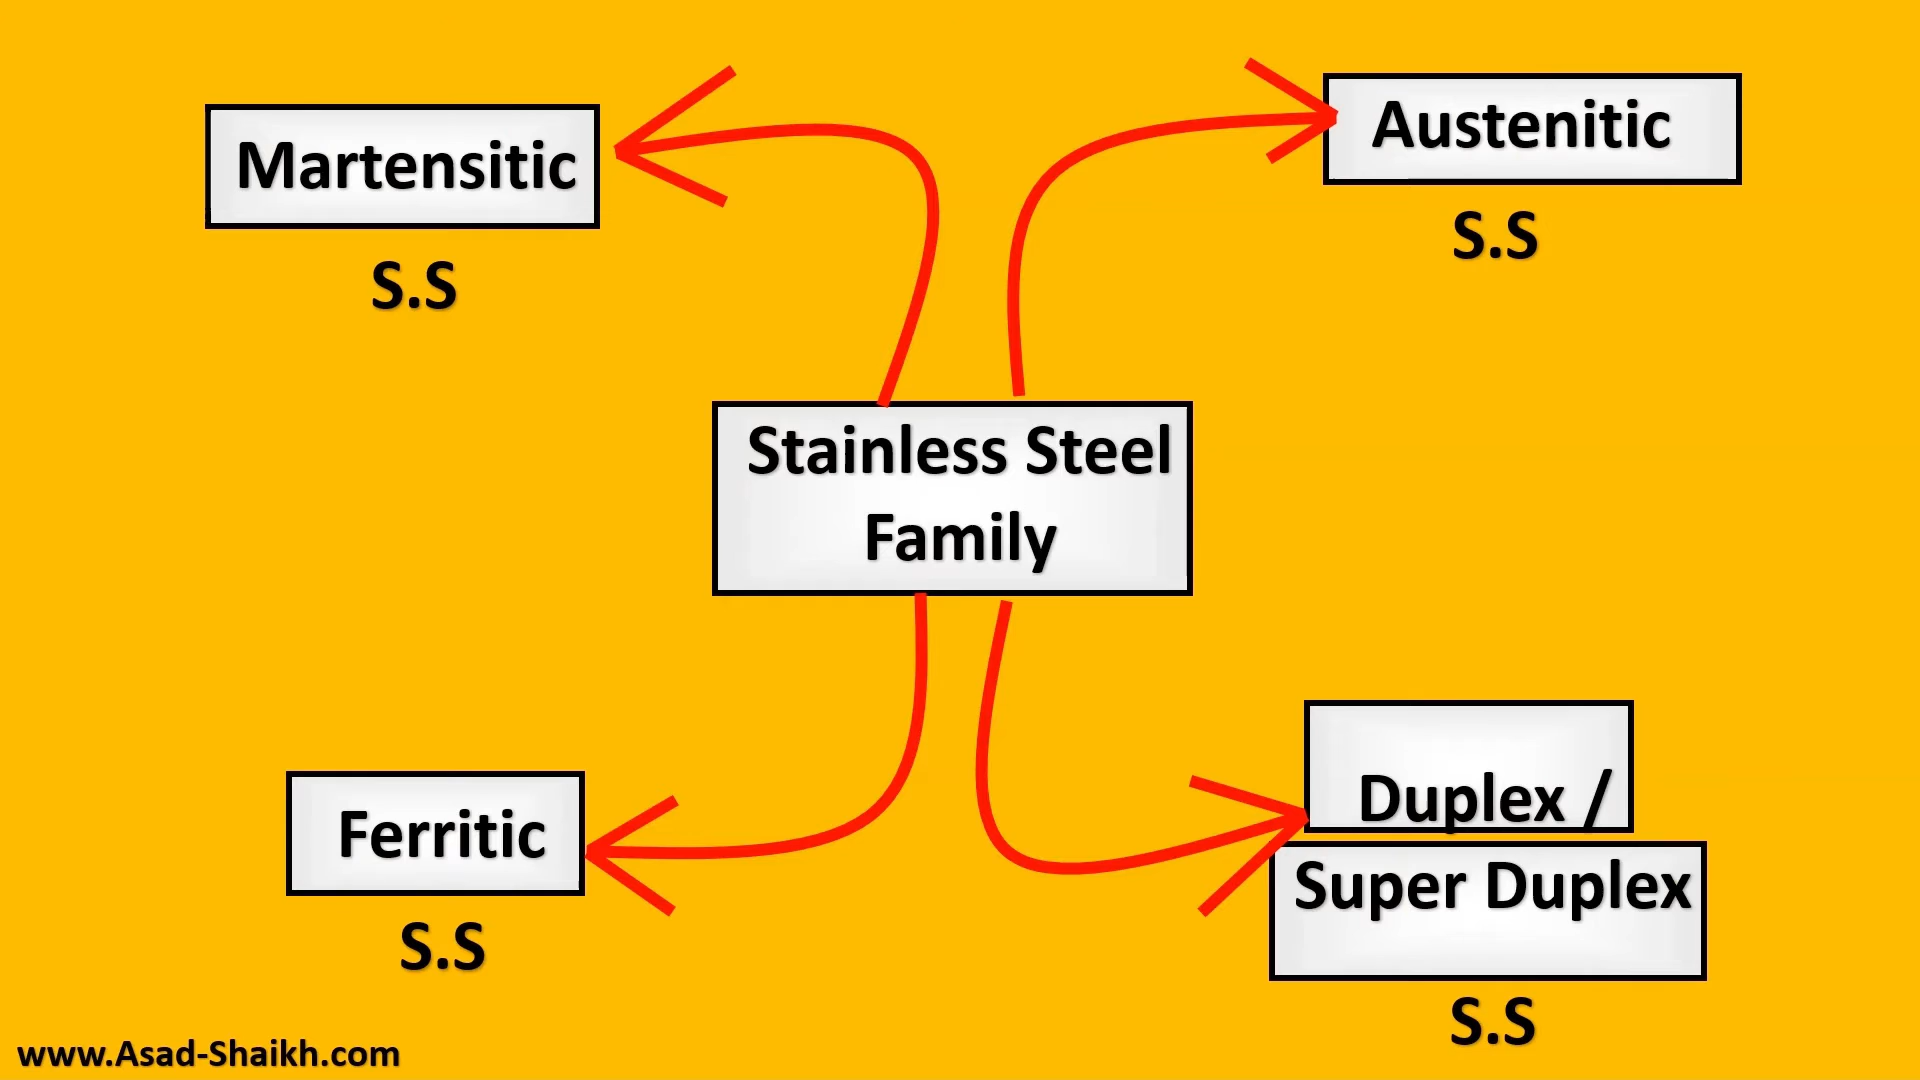 Martensitic
S.S
Austenitic
S.S
Stainless Steel
Family
Ferritic
S.S
Duplex /
Super Duplex
S.S
www.Asad-Shaikh.com